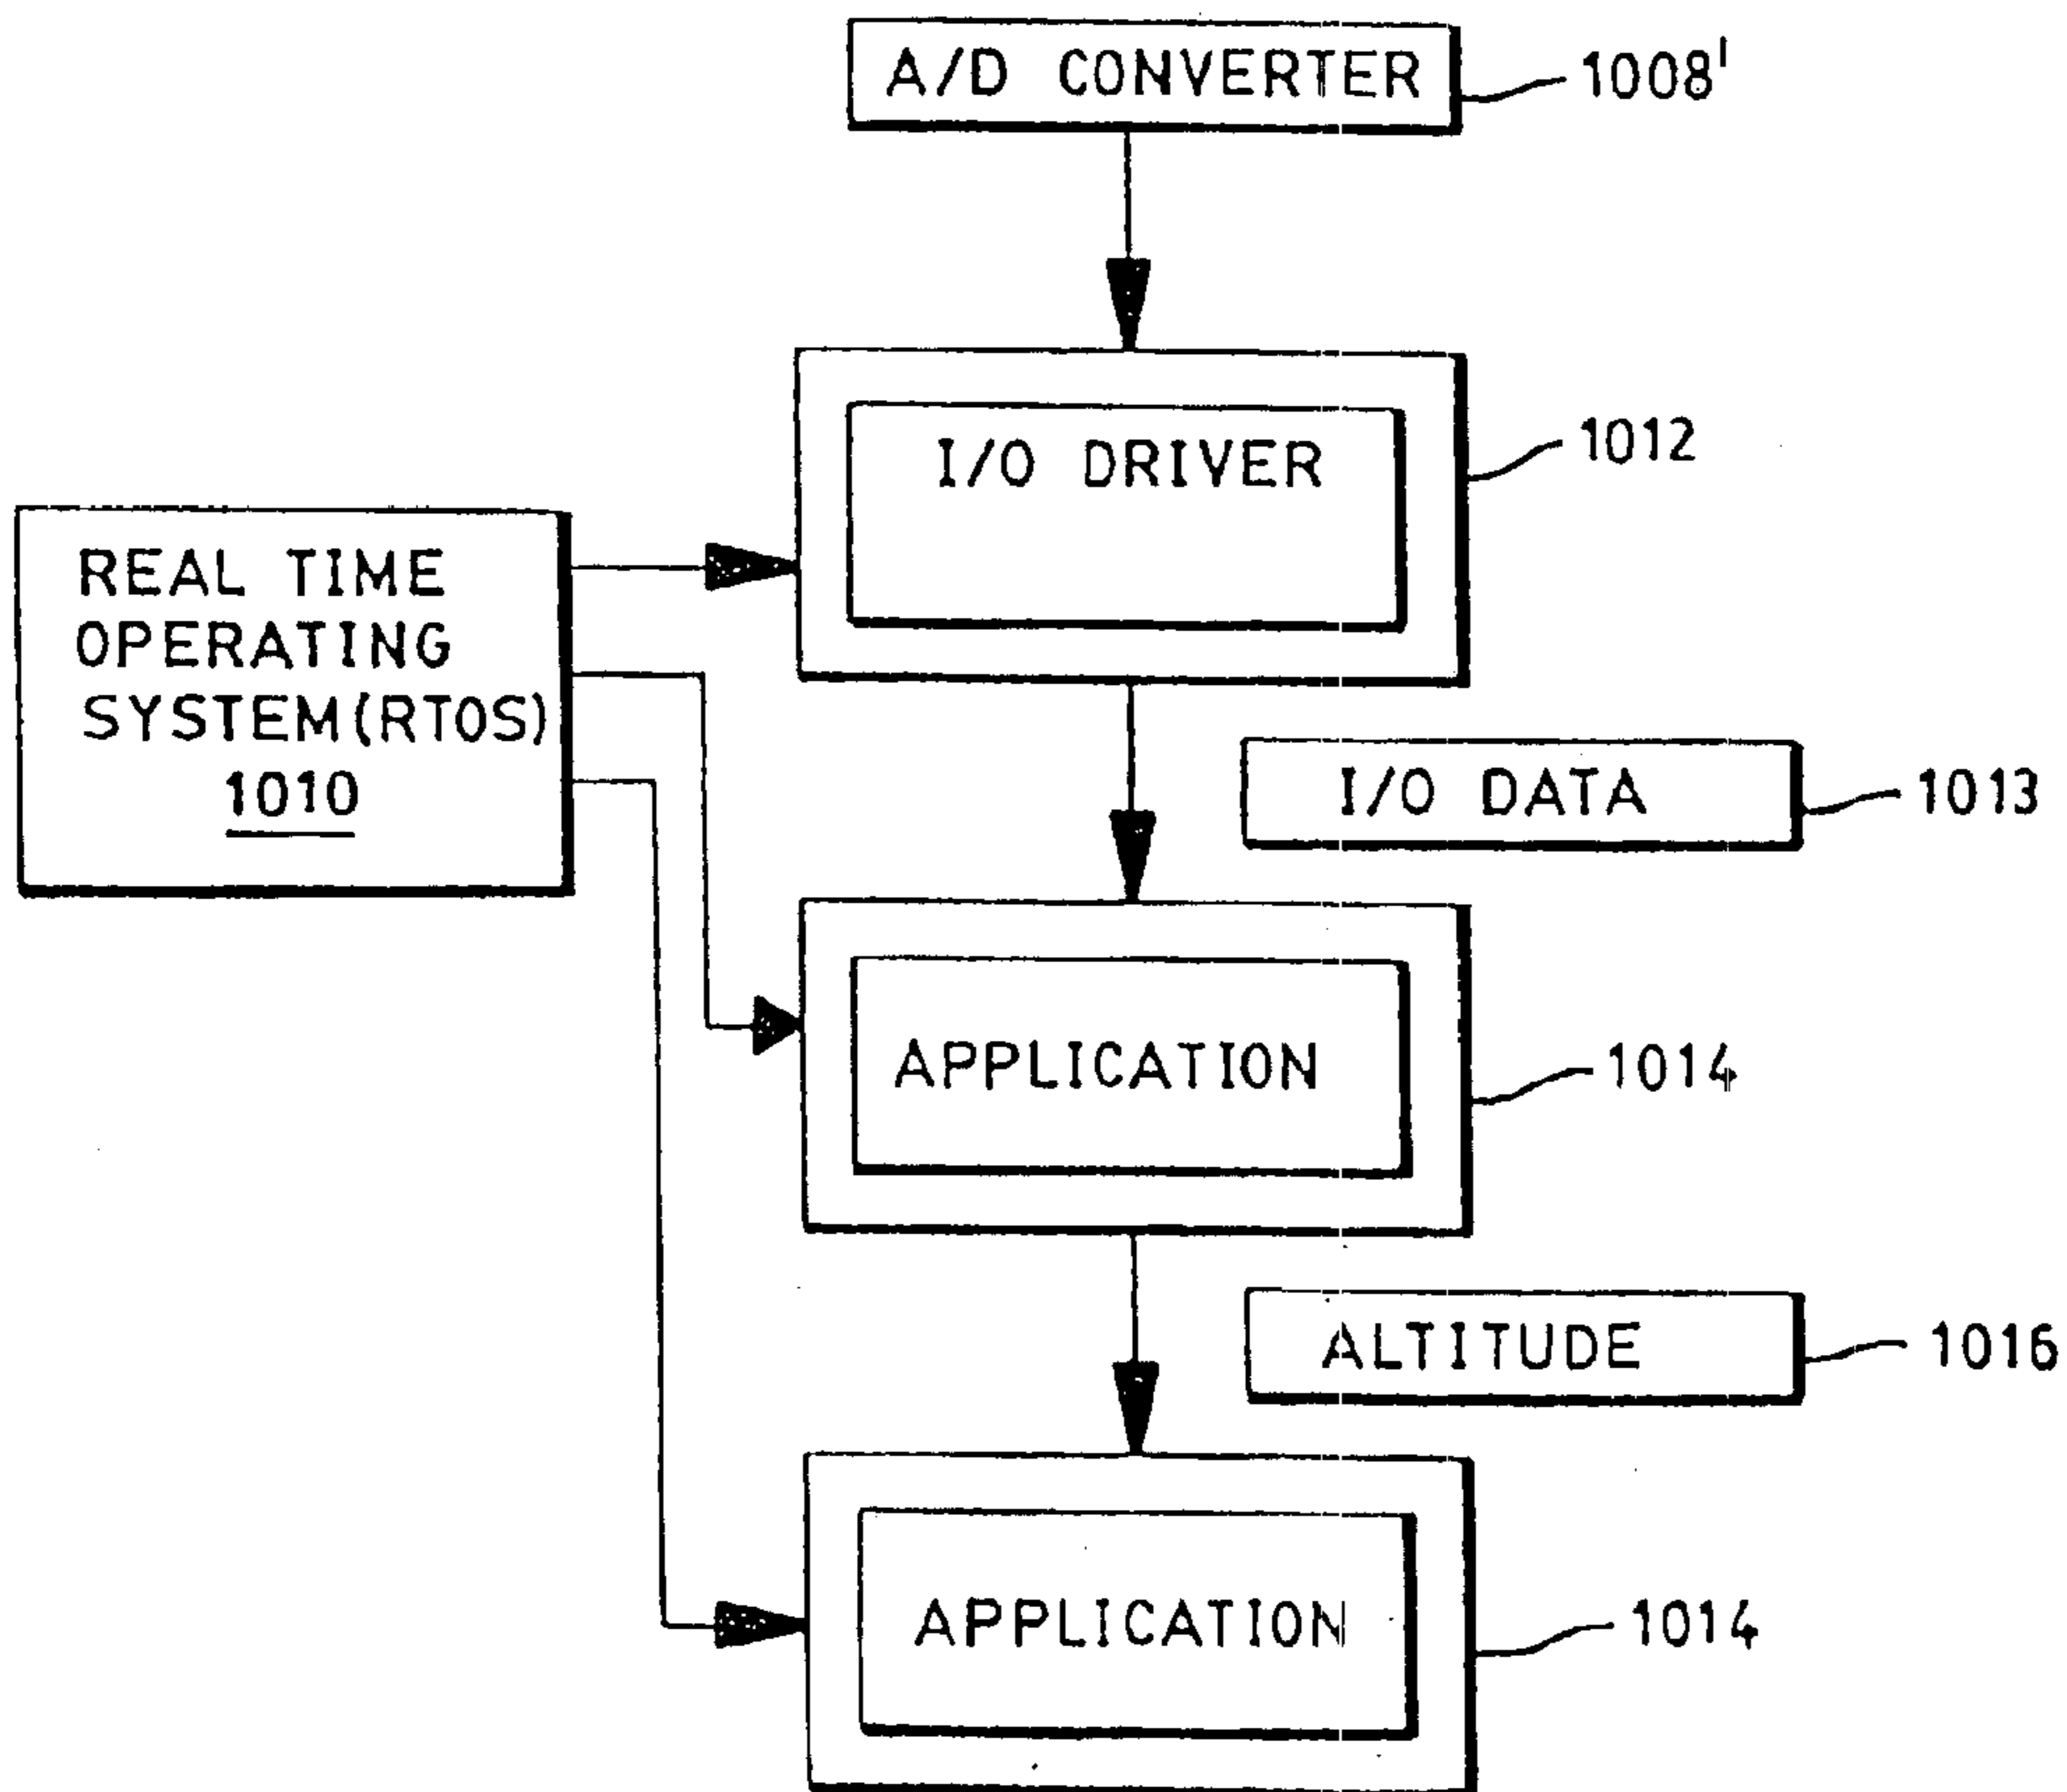 A/D CONVERTER
1008'
I/O DRIVER
1012
REAL TIME
OPERATING
SYSTEM(RTOS)
1010
I/O DATA
1013
APPLICATION
1014
ALTITUDE
1016
APPLICATION
1014